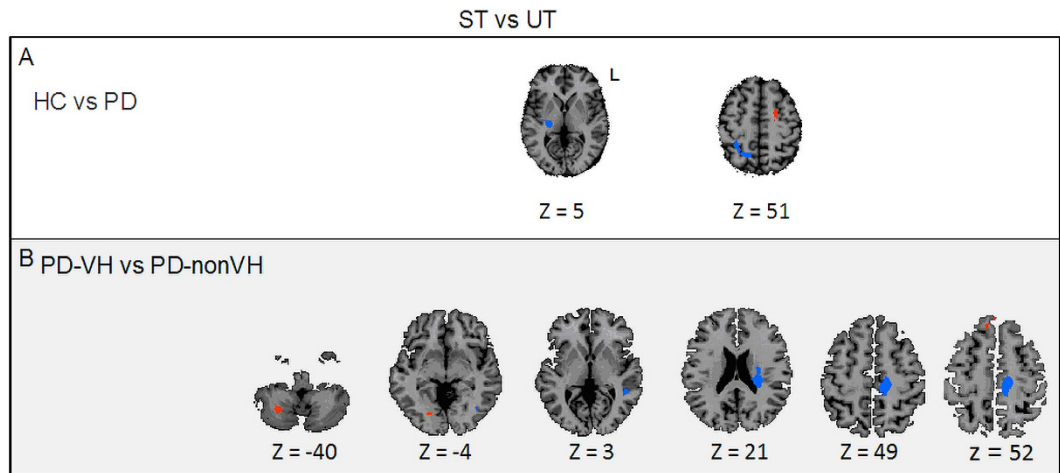 ST vs UT
A
L
HC vs PD
Z = 5 Z = 51
B PD-VH vs PD-nonVH
Z = -40 Z = -4 Z = 3 Z = 21 Z = 49 Z = 52